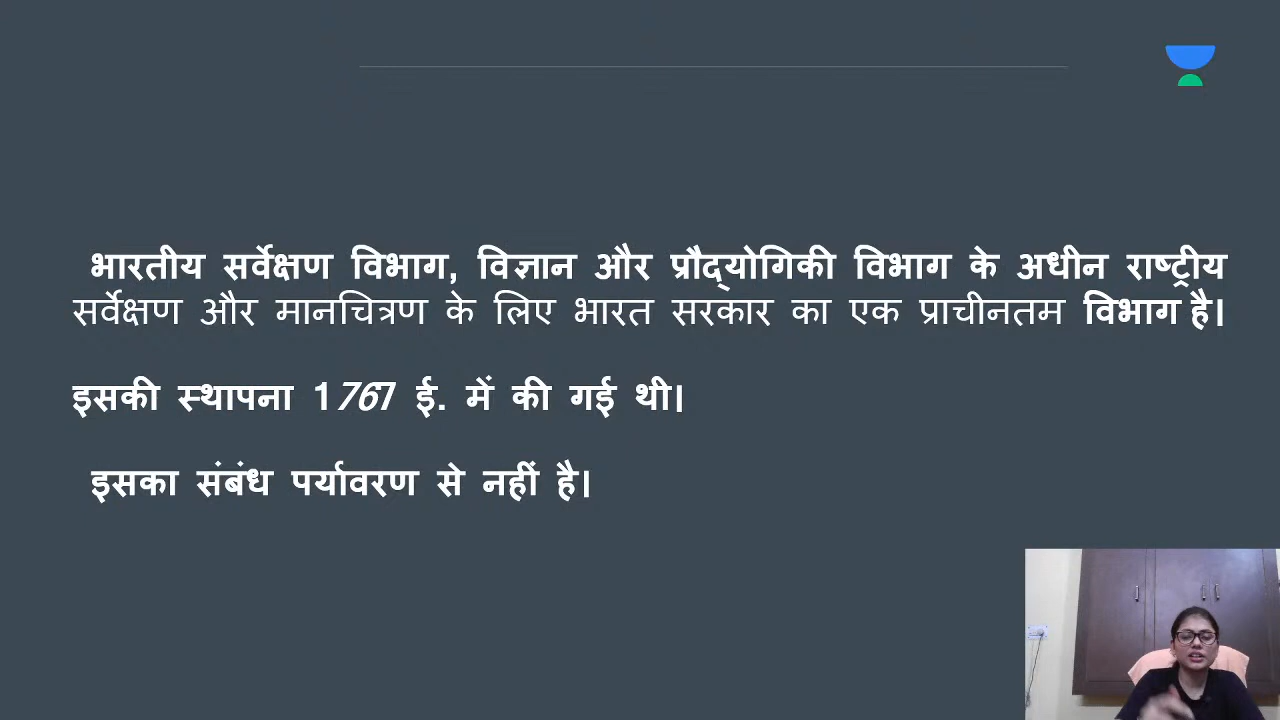 भारतीय सर्वेक्षण विभाग, विज्ञान और प्रौद्योगिकी विभाग के अधीन राष्ट्रीय
सर्वेक्षण और मानचित्रण के लिए भारत सरकार का एक प्राचीनतम विभाग है।
इसकी स्थापना 1767 ई. में की गई थी।
इसका संबंध पर्यावरण से नहीं है।